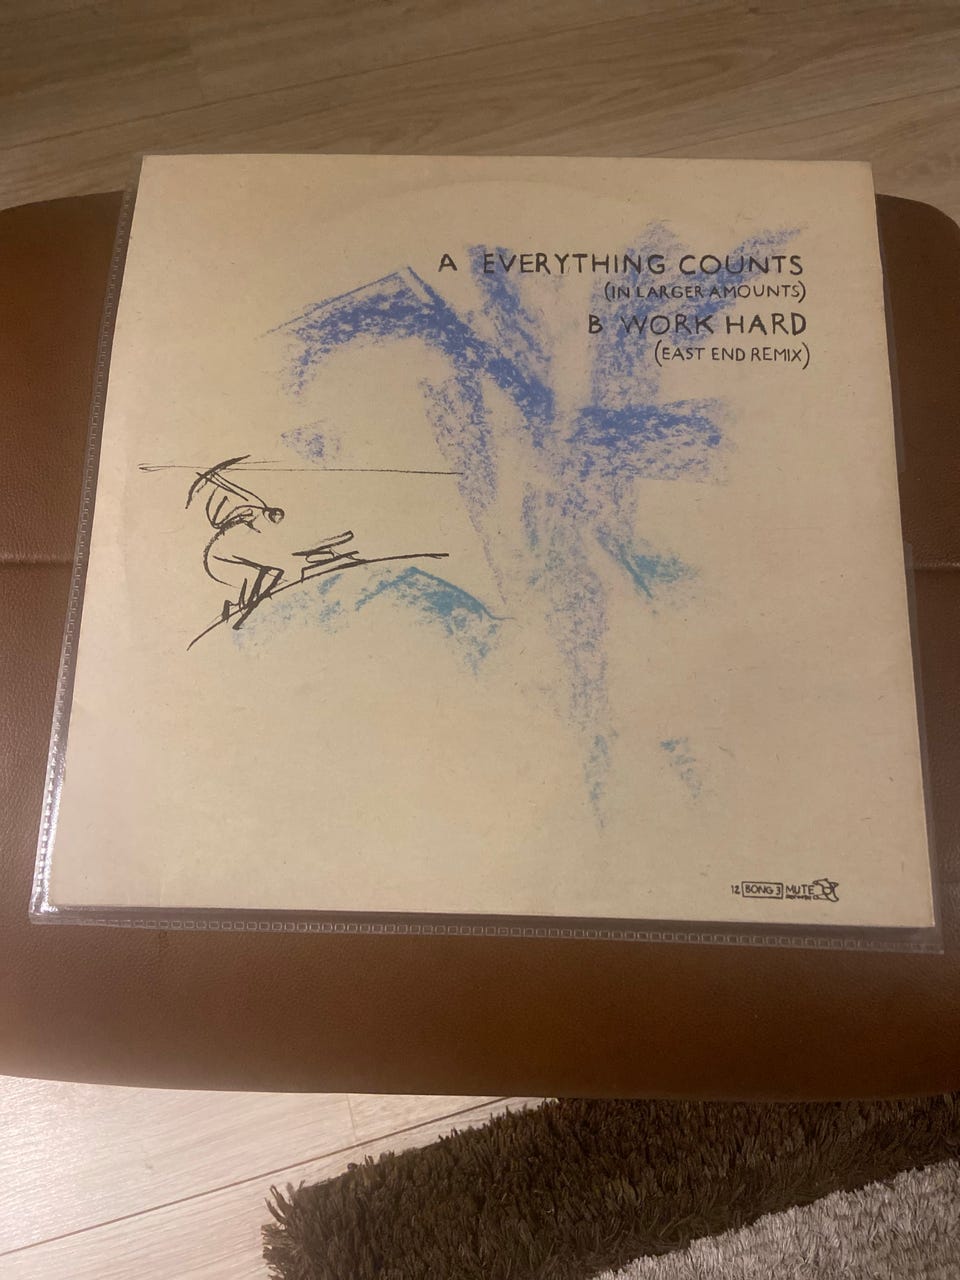 A EVERYTHING COUNTS
(IN LARGER AMOUNTS)
B WORK HARD
(EAST END REMIX)
12 BONG 3 MUTE